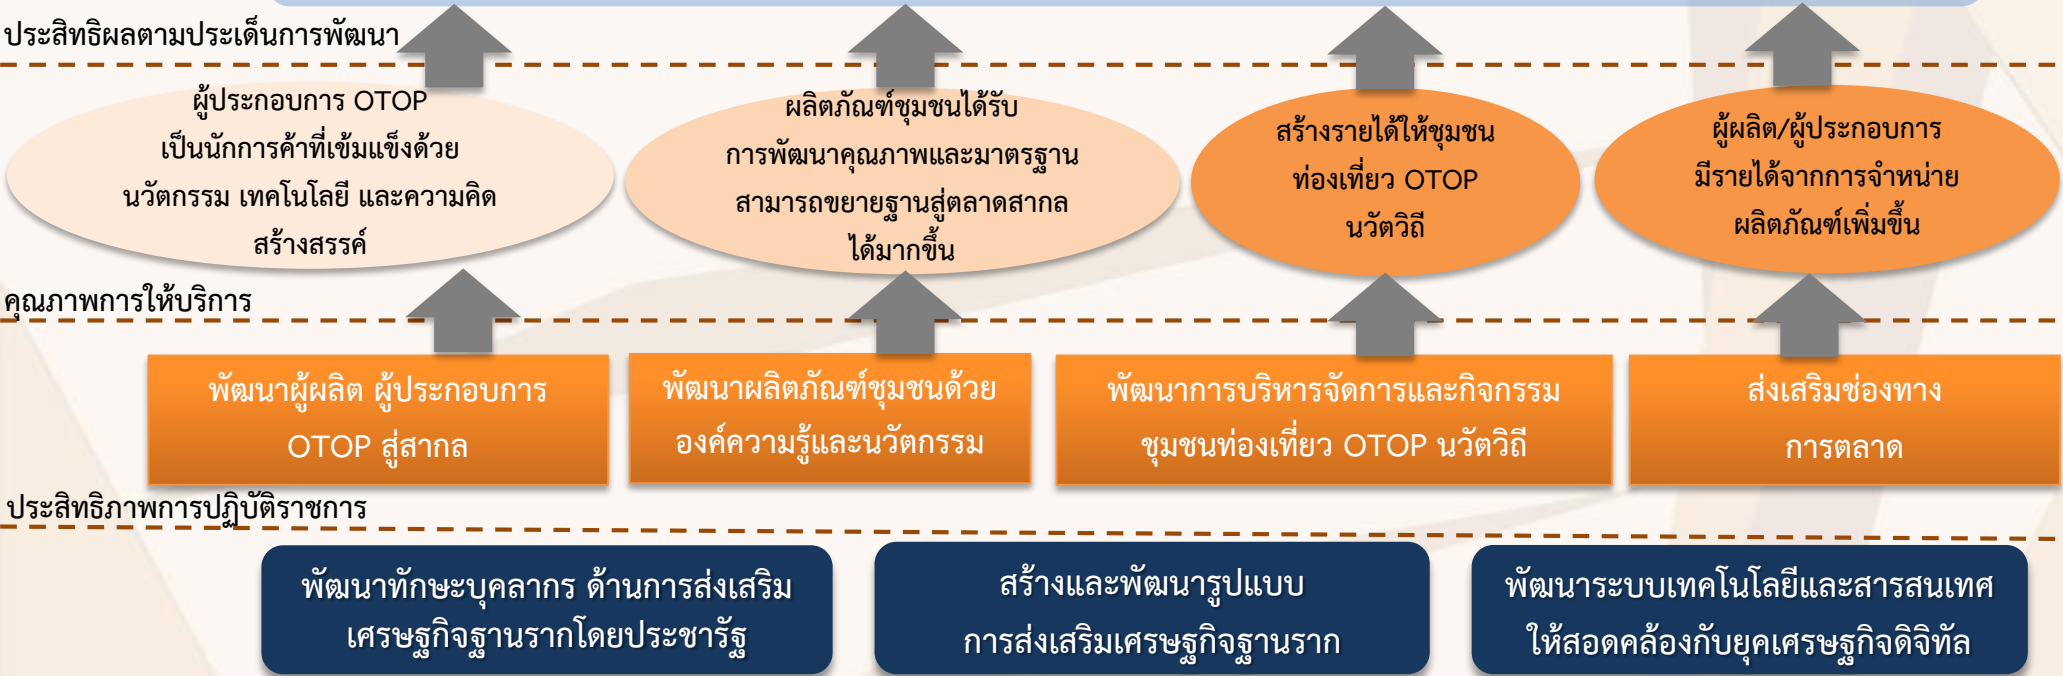 ประสิทธิผลตามประเด็นการพัฒนา
ผู้ประกอบการ OTOP
เป็นนักการค้าที่เข้มแข็งด้วย
นวัตกรรม เทคโนโลยี และความคิด
สร้างสรรค์
ผลิตภัณฑ์ชุมชนได้รับ
การพัฒนาคุณภาพและมาตรฐาน
สามารถขยายฐานสู่ตลาดสากล
ได้มากขึ้น
สร้างรายได้ให้ชุมชน
ท่องเที่ยว OTOP
นวัตวิถี
ผู้ผลิต/ผู้ประกอบการ
มีรายได้จากการจำหน่าย
ผลิตภัณฑ์เพิ่มขึ้น
คุณภาพการให้บริการ
พัฒนาผู้ผลิต ผู้ประกอบการ
OTOP สู่สากล
พัฒนาผลิตภัณฑ์ชุมชนด้วย
องค์ความรู้และนวัตกรรม
พัฒนาการบริหารจัดการและกิจกรรม
ชุมชนท่องเที่ยว OTOP นวัตวิถี
ส่งเสริมช่องทาง
การตลาด
ประสิทธิภาพการปฏิบัติราชการ
พัฒนาทักษะบุคลากร ด้านการส่งเสริม
เศรษฐกิจฐานรากโดยประชารัฐ
สร้างและพัฒนารูปแบบ
การส่งเสริมเศรษฐกิจฐานราก
พัฒนาระบบเทคโนโลยีและสารสนเทศ
ให้สอดคล้องกับยุคเศรษฐกิจดิจิทัล